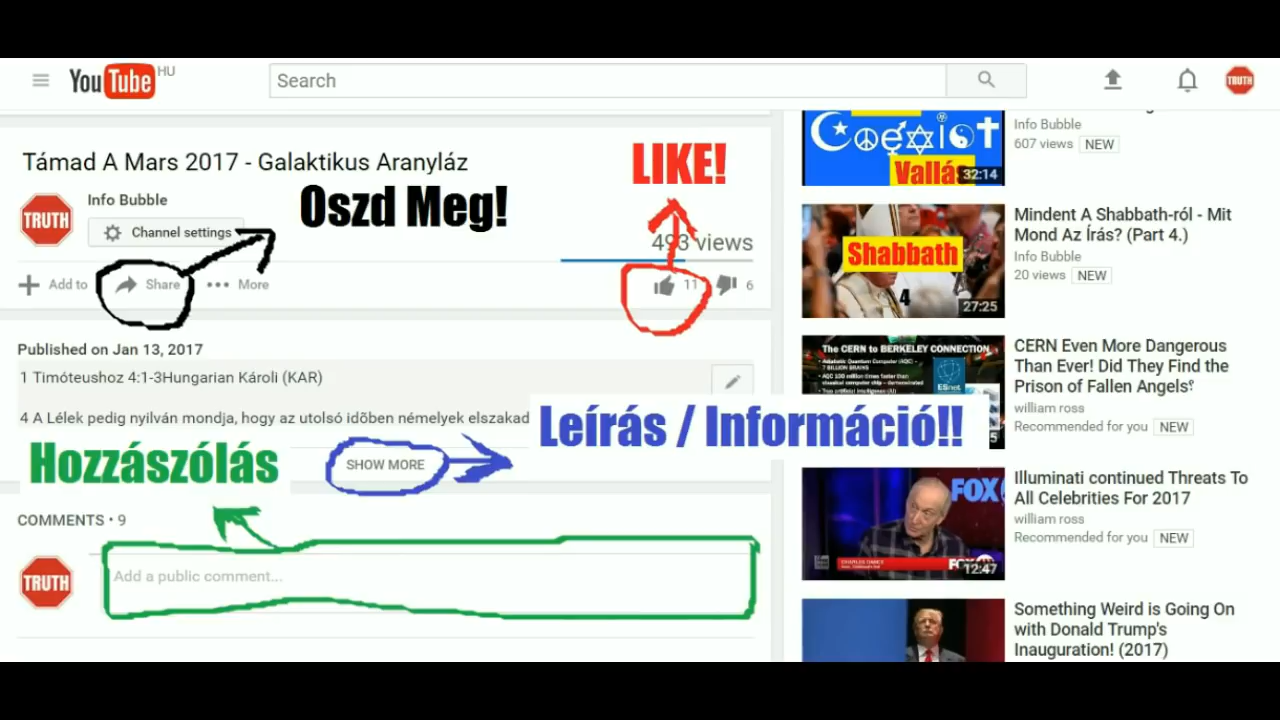 YouTube HU
Search
TRUTH
Támad A Mars 2017 - Galaktikus Aranyláz
TRUTH
Info Bubble
Channel settings
Oszd Meg!
LIKE!
493 views
Add to
Share
More
11
6
Published on Jan 13, 2017
1 Timóteushoz 4:1-3Hungarian Károli (KAR)
4 A Lélek pedig nyilván mondja, hogy az utolsó időben némelyek elszakad
Leírás / Információ!!
SHOW MORE
Hozzászólás
COMMENTS • 9
TRUTH
Add a public comment...
Coexist
Vallás
32:14
Info Bubble
607 views NEW
Shabbath
4
27:25
Mindent A Shabbath-ról - Mit
Mond Az Írás? (Part 4.)
Info Bubble
20 views NEW
The CERN to BERKELEY CONNECTION
ESnet
CERN Even More Dangerous
Than Ever! Did They Find the
Prison of Fallen Angels؟
william ross
Recommended for you NEW
FOX
12:47
Illuminati continued Threats To
All Celebrities For 2017
william ross
Recommended for you NEW
Something Weird is Going On
with Donald Trump's
Inauguration! (2017)